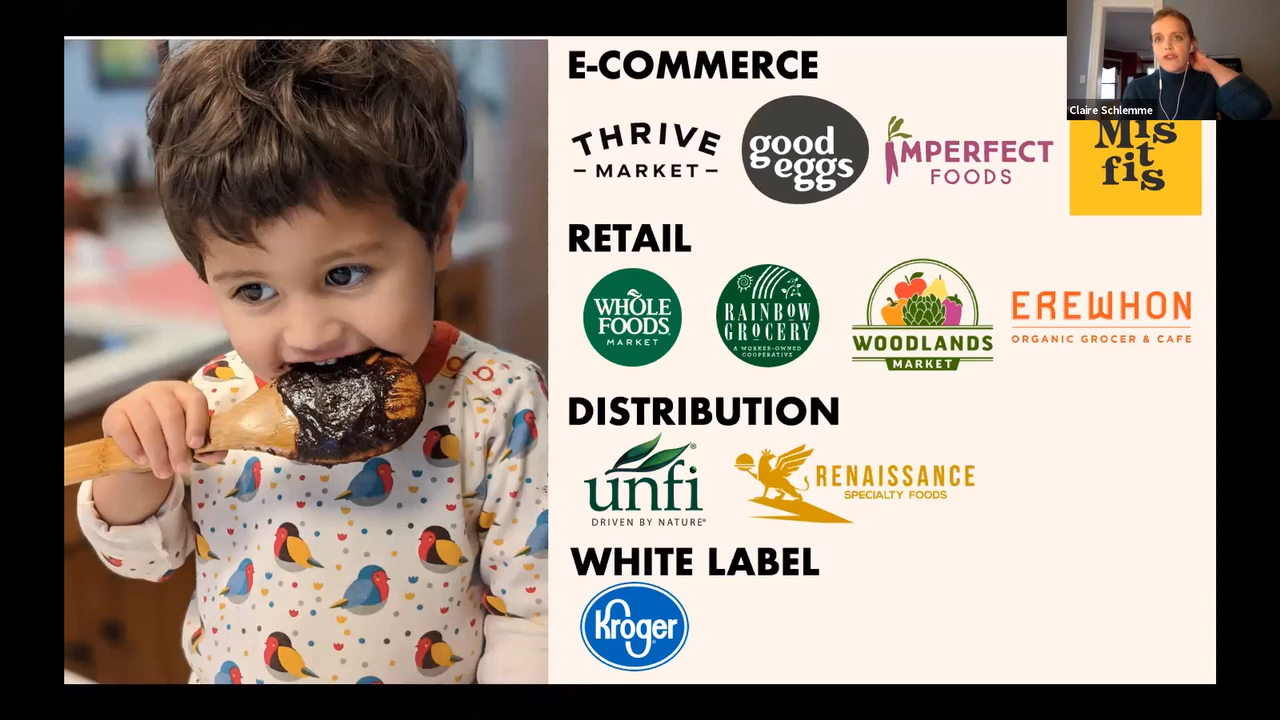 Claire Schlemme
E-COMMERCE
THRIVE
– MARKET –
good
eggs
IMPERFECT
FOODS
Mis
fits
RETAIL
WHOLE
FOODS
MARKET
RAINBOW
GROCERY
A WORKER-OWNED
COOPERATIVE
WOODLANDS
MARKET
EREWHON
ORGANIC GROCER & CAFE
DISTRIBUTION
unfi®
DRIVEN BY NATURE®
RENAISSANCE
SPECIALTY FOODS
WHITE LABEL
Kroger